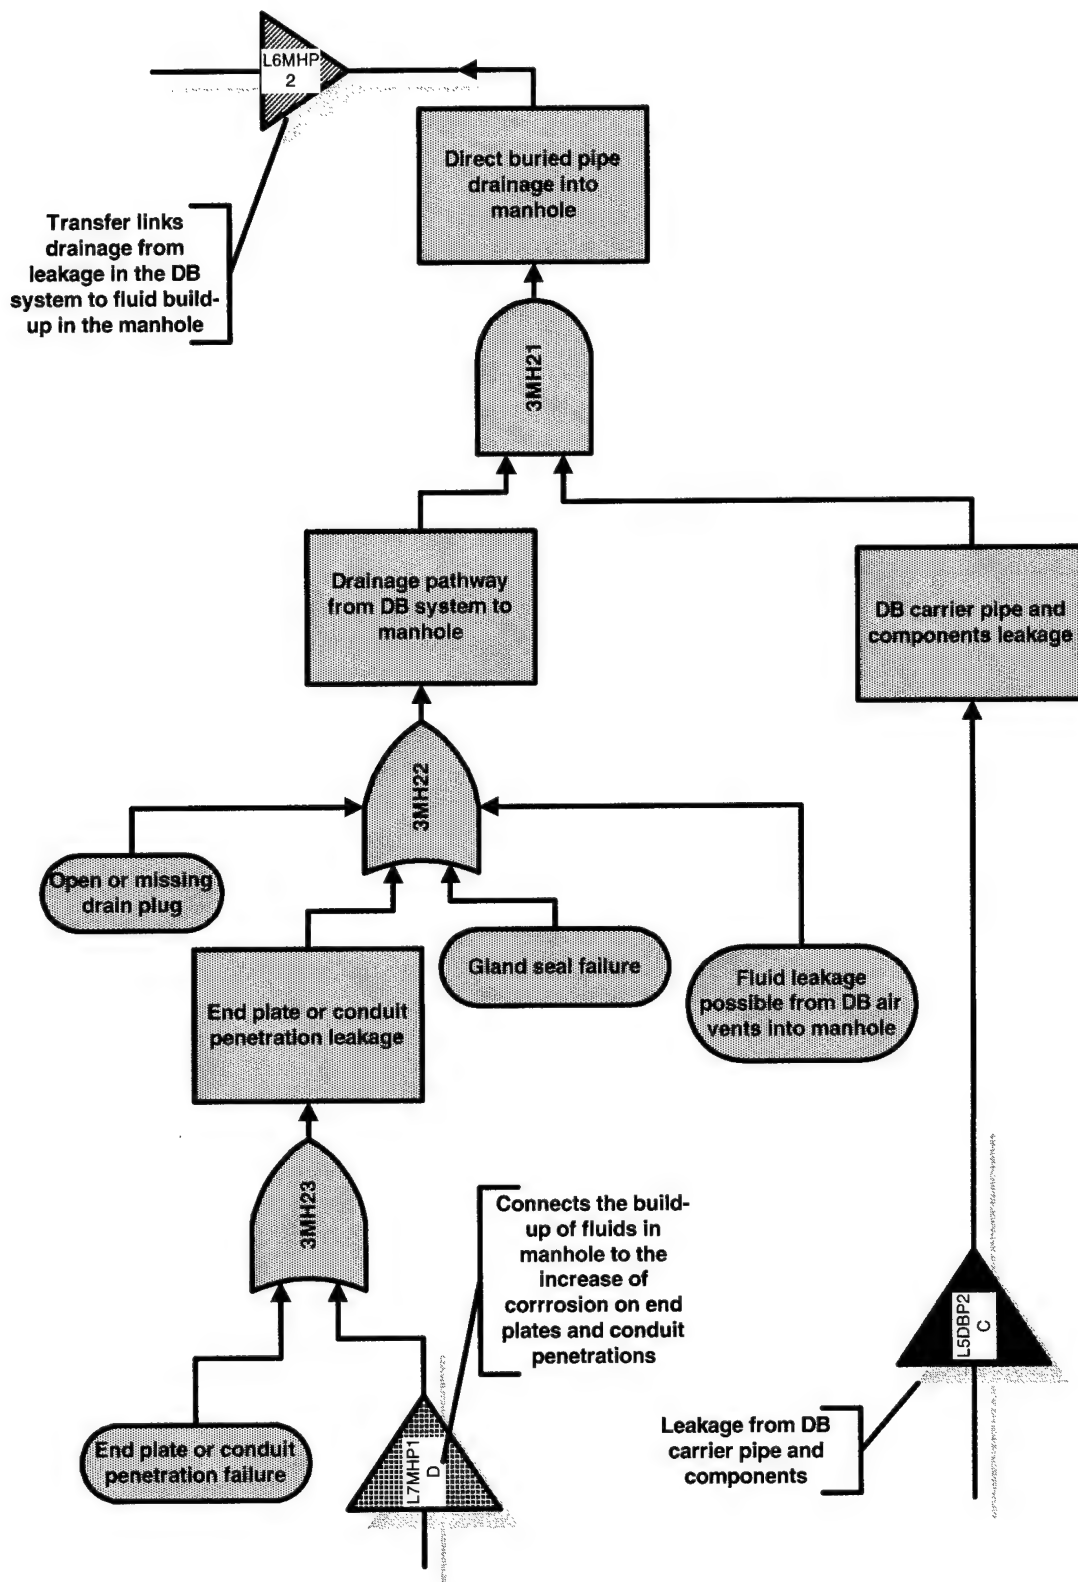 L6MHP
2
Direct buried pipe
drainage into
manhole
Transfer links
drainage from
leakage in the DB
system to fluid build-
up in the manhole
3MH21
Drainage pathway
from DB system to
manhole
DB carrier pipe and
components leakage
3MH22
Open or missing
drain plug
Gland seal failure
Fluid leakage
possible from DB air
vents into manhole
End plate or conduit
penetration leakage
3MH23
Connects the build-
up of fluids in
manhole to the
increase of
corrrosion on end
plates and conduit
penetrations
L5DBP2
C
End plate or conduit
penetration failure
L7MHP1
D
Leakage from DB
carrier pipe and
components